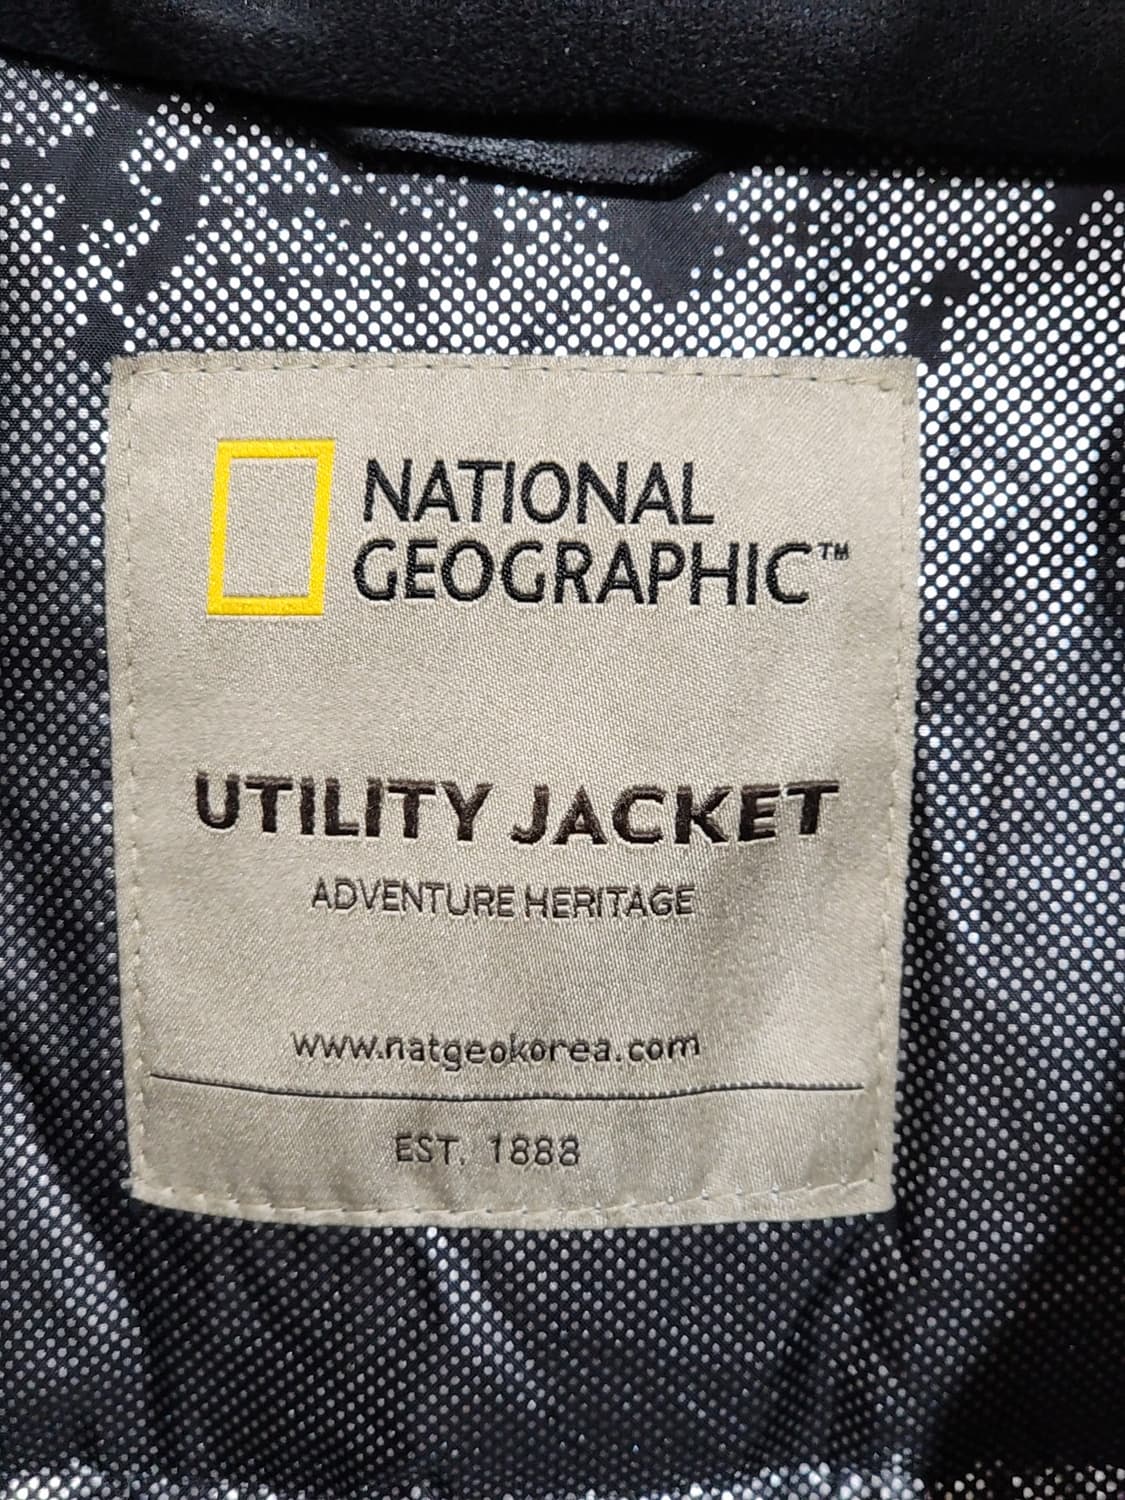 NATIONAL
GEOGRAPHIC™
UTILITY JACKET
ADVENTURE HERITAGE
www.natgeokorea.com
EST. 1888